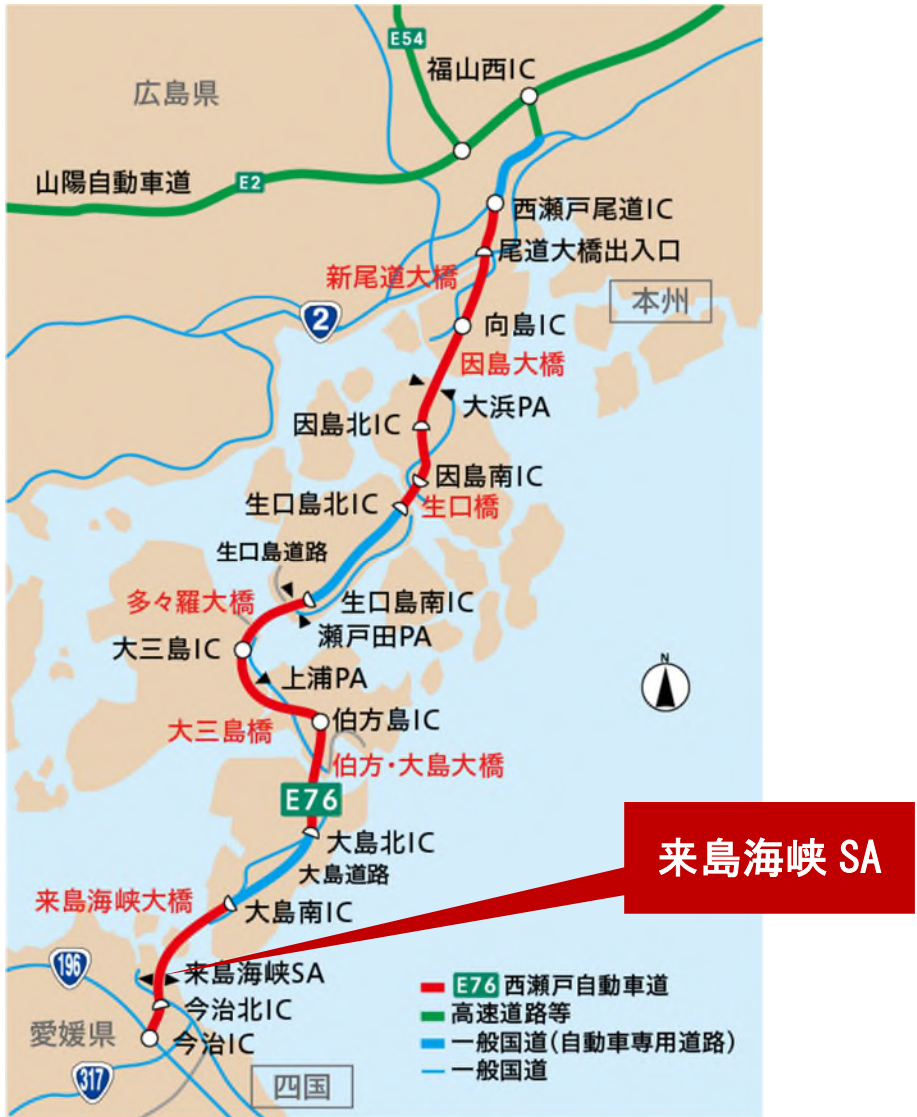 E54
福山西IC
広島県
山陽自動車道
E2
西瀬戸尾道IC
尾道大橋出入口
新尾道大橋
本州
2
向島IC
因島大橋
大浜PA
因島北IC
因島南IC
生口島北IC
生口橋
生口島道路
多々羅大橋
生口島南IC
瀬戸田PA
大三島IC
N
上浦PA
伯方島IC
大三島橋
伯方・大島大橋
E76
大島北IC
来島海峡 SA
大島道路
来島海峡大橋
大島南IC
196
来島海峡SA
E76 西瀬戸自動車道
今治北IC
高速道路等
愛媛県
今治IC
一般国道(自動車専用道路)
一般国道
317
四国